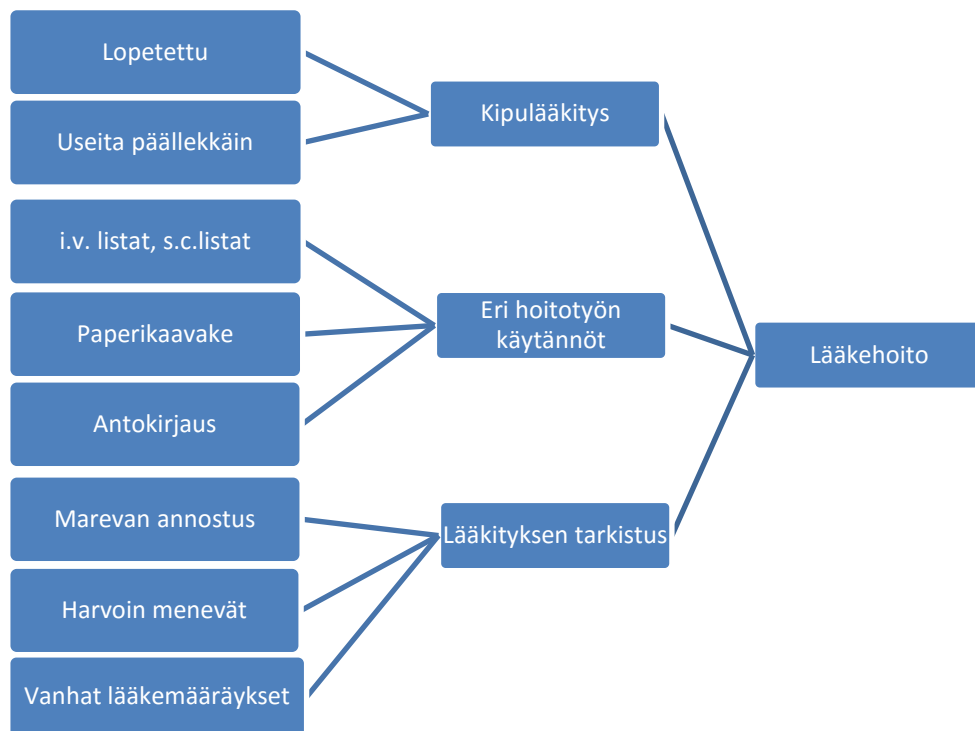 Lopetettu
Useita päällekkäin
i.v. listat, s.c.listat
Paperikaavake
Antokirjaus
Marevan annostus
Harvoin menevät
Vanhat lääkemääräykset
Kipulääkitys
Eri hoitotyön
käytännöt
Lääkityksen tarkistus
Lääkehoito